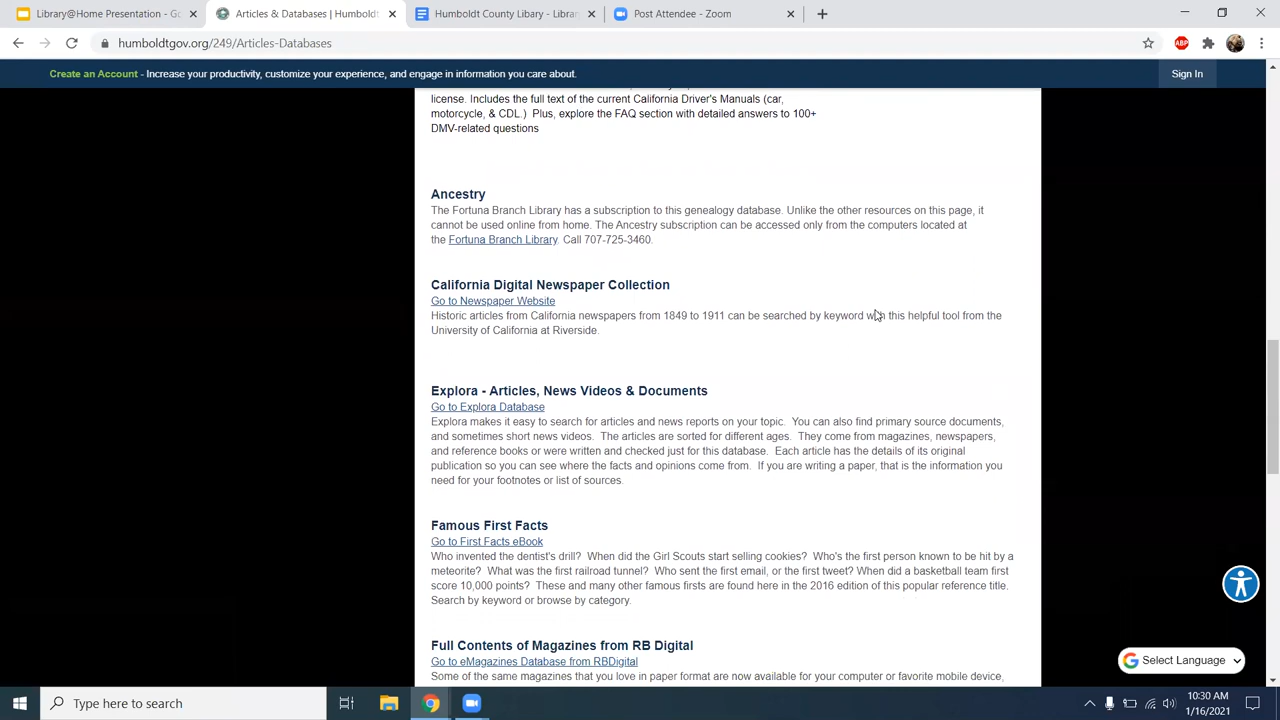 Library@Home Presentation - Go
Articles & Databases | Humboldt
Humboldt County Libary - Librar
Post Attendee - Zoom
humboldtgov.org/249/Articles-Databases
ABP
Create an Account - Increase your productivity, customize your experience, and engage in information you care about.
Sign In
license. Includes the full text of the current California Driver's Manuals (car,
motorcycle, & CDL.)  Plus, explore the FAQ section with detailed answers to 100+
DMV-related questions
Ancestry
The Fortuna Branch Library has a subscription to this genealogy database. Unlike the other resources on this page, it
cannot be used online from home. The Ancestry subscription can be accessed only from the computers located at
the Fortuna Branch Library. Call 707-725-3460.
California Digital Newspaper Collection
Go to Newspaper Website
Historic articles from California newspapers from 1849 to 1911 can be searched by keyword with this helpful tool from the
University of California at Riverside.
Explora - Articles, News Videos & Documents
Go to Explora Database
Explora makes it easy to search for articles and news reports on your topic.  You can also find primary source documents,
and sometimes short news videos.  The articles are sorted for different ages.  They come from magazines, newspapers,
and reference books or were written and checked just for this database.  Each article has the details of its original
publication so you can see where the facts and opinions come from.  If you are writing a paper, that is the information you
need for your footnotes or list of sources.
Famous First Facts
Go to First Facts eBook
Who invented the dentist's drill?  When did the Girl Scouts start selling cookies?  Who's the first person known to be hit by a
meteorite?  What was the first railroad tunnel?  Who sent the first email, or the first tweet? When did a basketball team first
score 10,000 points?  These and many other famous firsts are found here in the 2016 edition of this popular reference title.
Search by keyword or browse by category.
Full Contents of Magazines from RB Digital
Go to eMagazines Database from RBDigital
Some of the same magazines that you love in paper format are now available for your computer or favorite mobile device,
Select Language
Type here to search
10:30 AM
1/16/2021